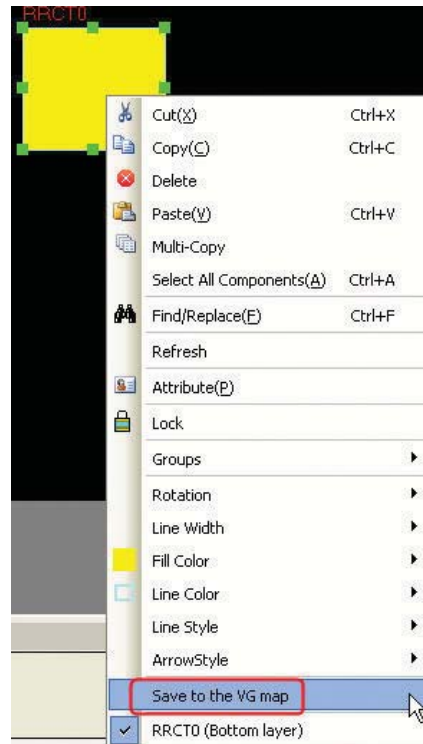 RRCT0
Cut(X) Ctrl+X
Copy(C) Ctrl+C
Delete
Paste(V) Ctrl+V
Multi-Copy
Select All Components(A) Ctrl+A
Find/Replace(F) Ctrl+F
Refresh
Attribute(P)
Lock
Groups
Rotation
Line Width
Fill Color
Line Color
Line Style
ArrowStyle
Save to the VG map
RRCT0 (Bottom layer)